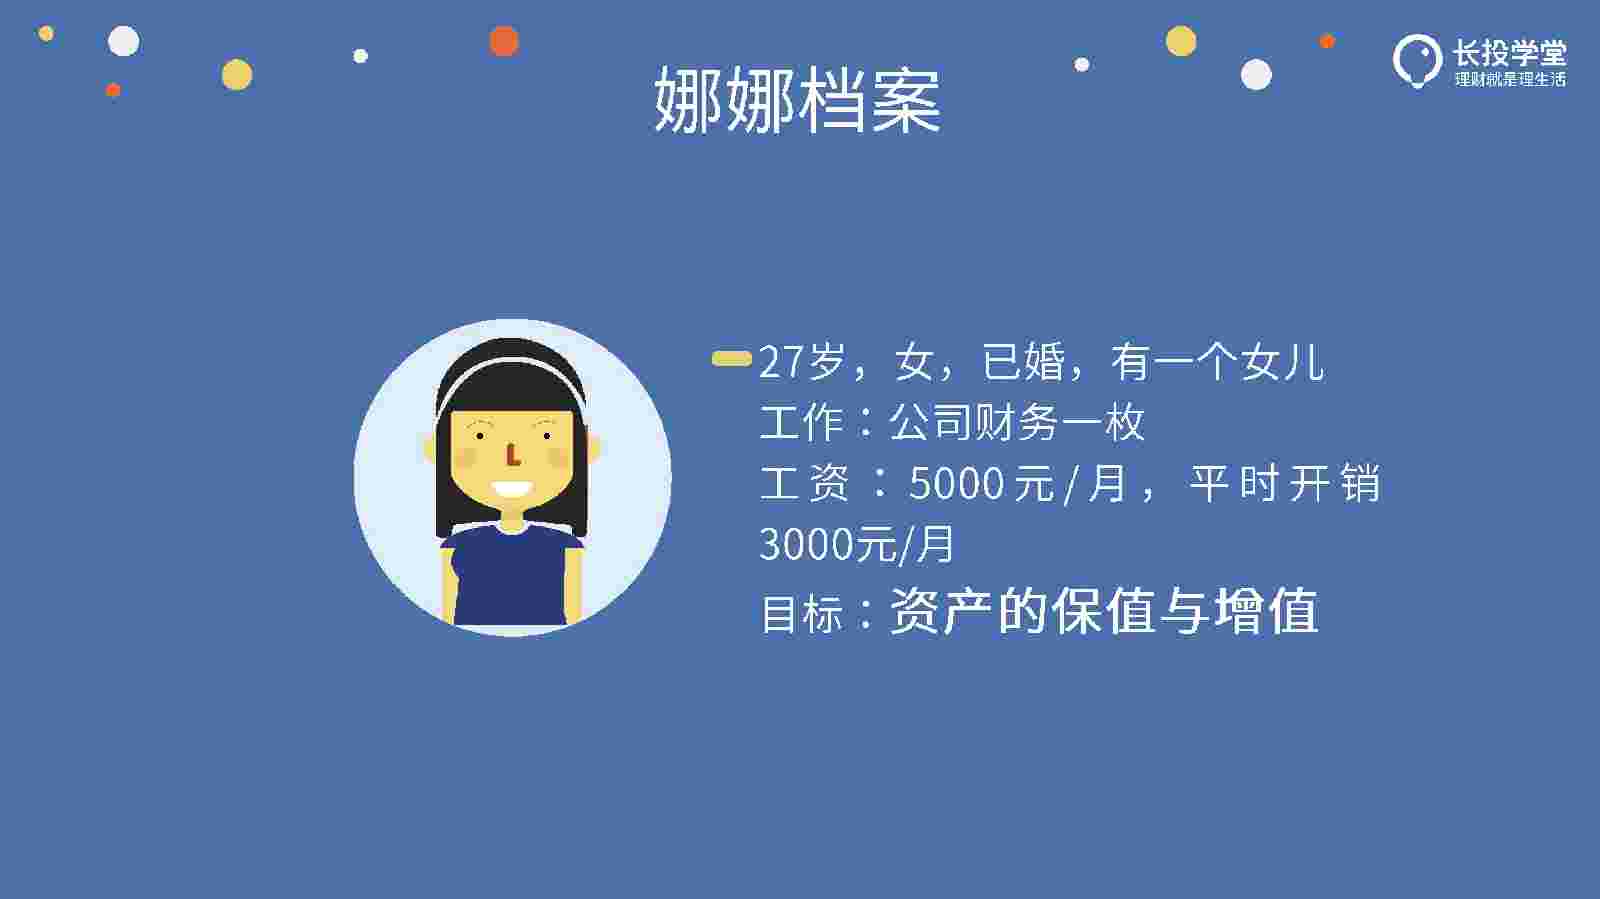 长投学堂
理财就是理生活
娜娜档案
27岁，女，已婚，有一个女儿
工作：公司财务一枚
工资：5000元/月，平时开销
3000元/月
目标：资产的保值与增值